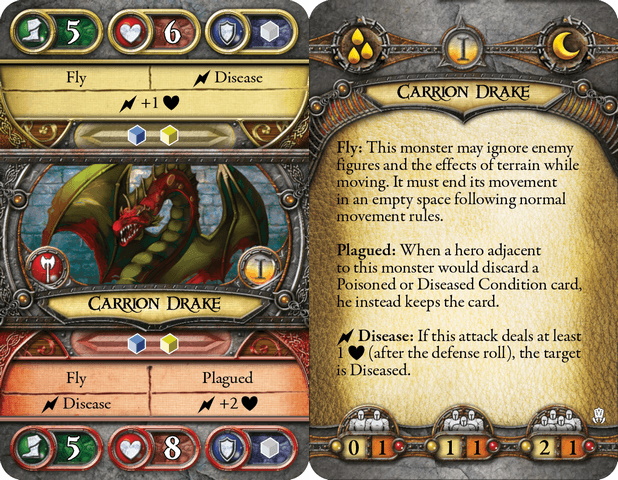 5 6
Fly Disease
+1
I
CARRION DRAKE
Fly Plagued
Disease +2
5 8
I
CARRION DRAKE
Fly: This monster may ignore enemy
figures and the effects of terrain while
moving. It must end its movement
in an empty space following normal
movement rules.
Plagued: When a hero adjacent
to this monster would discard a
Poisoned or Diseased Condition card,
he instead keeps the card.
Disease: If this attack deals at least
1 (after the defense roll), the target
is Diseased.
0 1 1 1 2 1